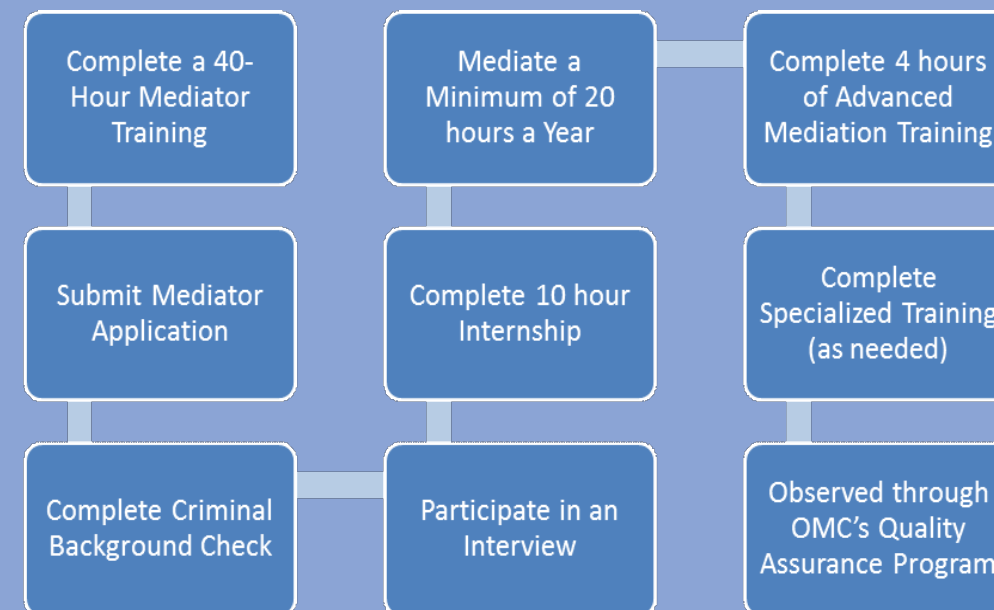 Complete a 40-
Hour Mediator
Training
Submit Mediator
Application
Complete Criminal
Background Check
Participate in an
Interview
Complete 10 hour
Internship
Mediate a
Minimum of 20
hours a Year
Complete 4 hours
of Advanced
Mediation Training
Complete
Specialized Training
(as needed)
Observed through
OMC’s Quality
Assurance Program